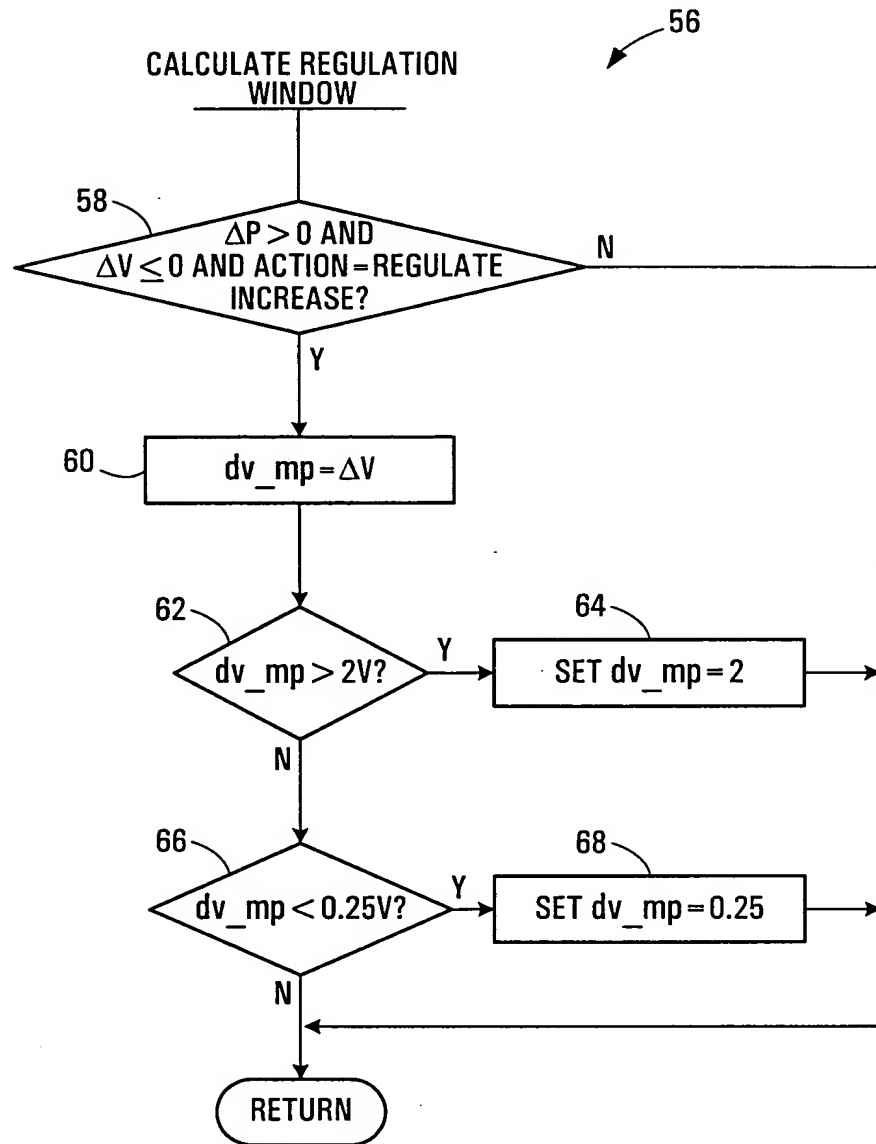 56
CALCULATE REGULATION
WINDOW
58
ΔP > 0 AND
ΔV ≤ 0 AND ACTION = REGULATE
INCREASE?
N
Y
60
dv_mp = ΔV
62
dv_mp > 2V?
Y
64
SET dv_mp = 2
N
66
dv_mp < 0.25V?
Y
68
SET dv_mp = 0.25
N
RETURN